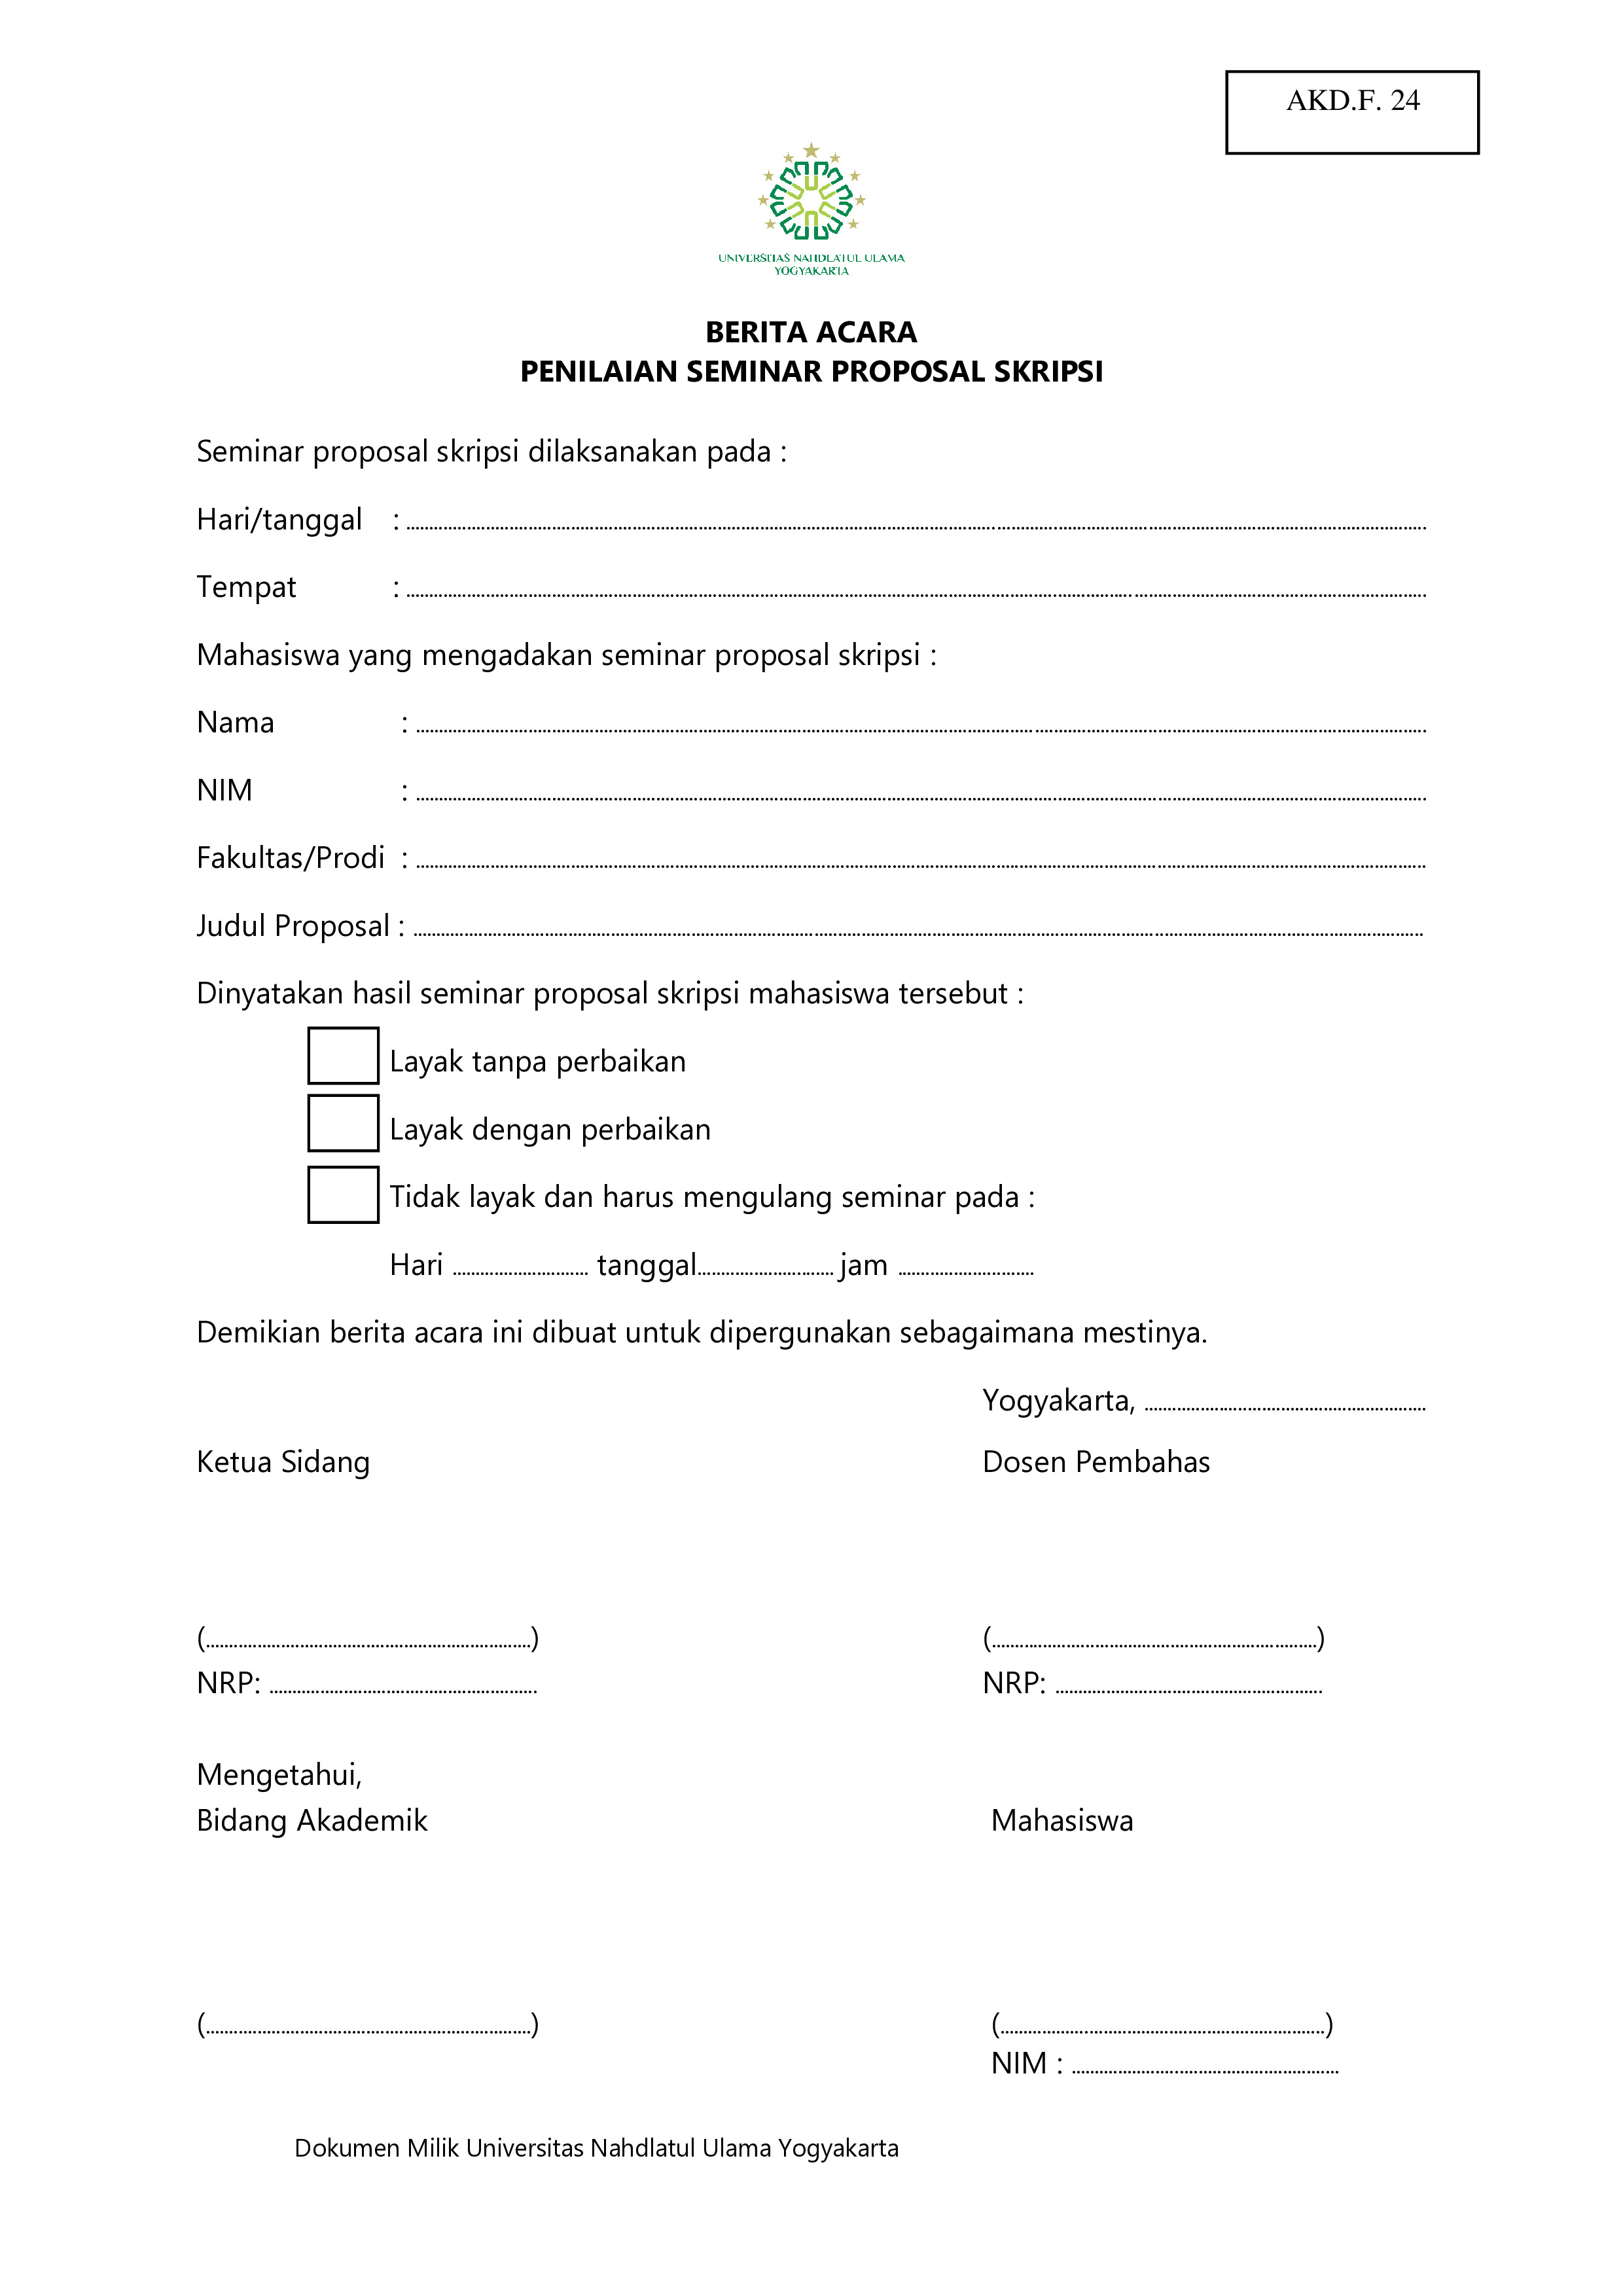 AKD.F. 24
UNIVERSITAS NAHDLATUL ULAMA
YOGYAKARTA
BERITA ACARA
PENILAIAN SEMINAR PROPOSAL SKRIPSI
Seminar proposal skripsi dilaksanakan pada :
Hari/tanggal : ........................................
Tempat : ........................................
Mahasiswa yang mengadakan seminar proposal skripsi :
Nama : ........................................
NIM : ........................................
Fakultas/Prodi : ........................................
Judul Proposal : ........................................
Dinyatakan hasil seminar proposal skripsi mahasiswa tersebut :
Layak tanpa perbaikan
Layak dengan perbaikan
Tidak layak dan harus mengulang seminar pada :
Hari .................... tanggal.................... jam ....................
Demikian berita acara ini dibuat untuk dipergunakan sebagaimana mestinya.
Yogyakarta, ........................................
Ketua Sidang Dosen Pembahas
(........................................) (........................................)
NRP: ........................................ NRP: ........................................
Mengetahui,
Bidang Akademik Mahasiswa
(........................................) (........................................)
NIM : ........................................
Dokumen Milik Universitas Nahdlatul Ulama Yogyakarta